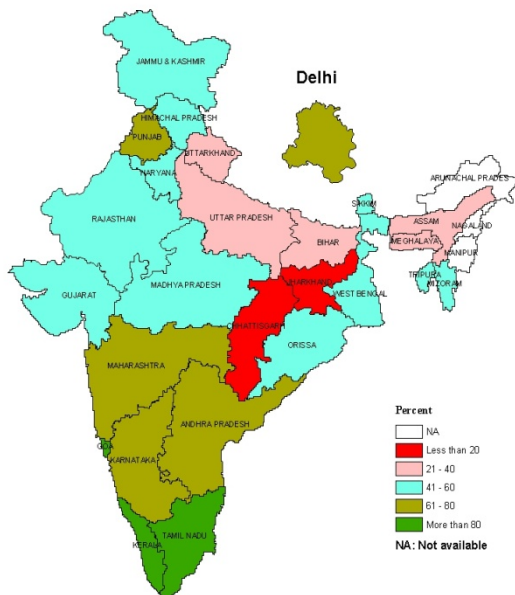 JAMMU & KASHMIR
Delhi
HIMACHAL PRADESH
PUNJAB
UTTARKHAND
HARYANA
ARUNACHAL PRADES
SIKKIM
RAJASTHAN
UTTAR PRADESH
ASSAM
NAGALAND
BIHAR
MEGHALAYA
MANIPUR
JHARKHAND
TRIPURA
MIZORAM
GUJARAT
MADHYA PRADESH
WEST BENGAL
CHHATTISGARH
ORISSA
MAHARASHTRA
ANDHRA PRADESH
GOA
KARNATAKA
KERALA
TAMIL NADU
Percent
NA
Less than 20
21 - 40
41 - 60
61 - 80
More than 80
NA: Not available